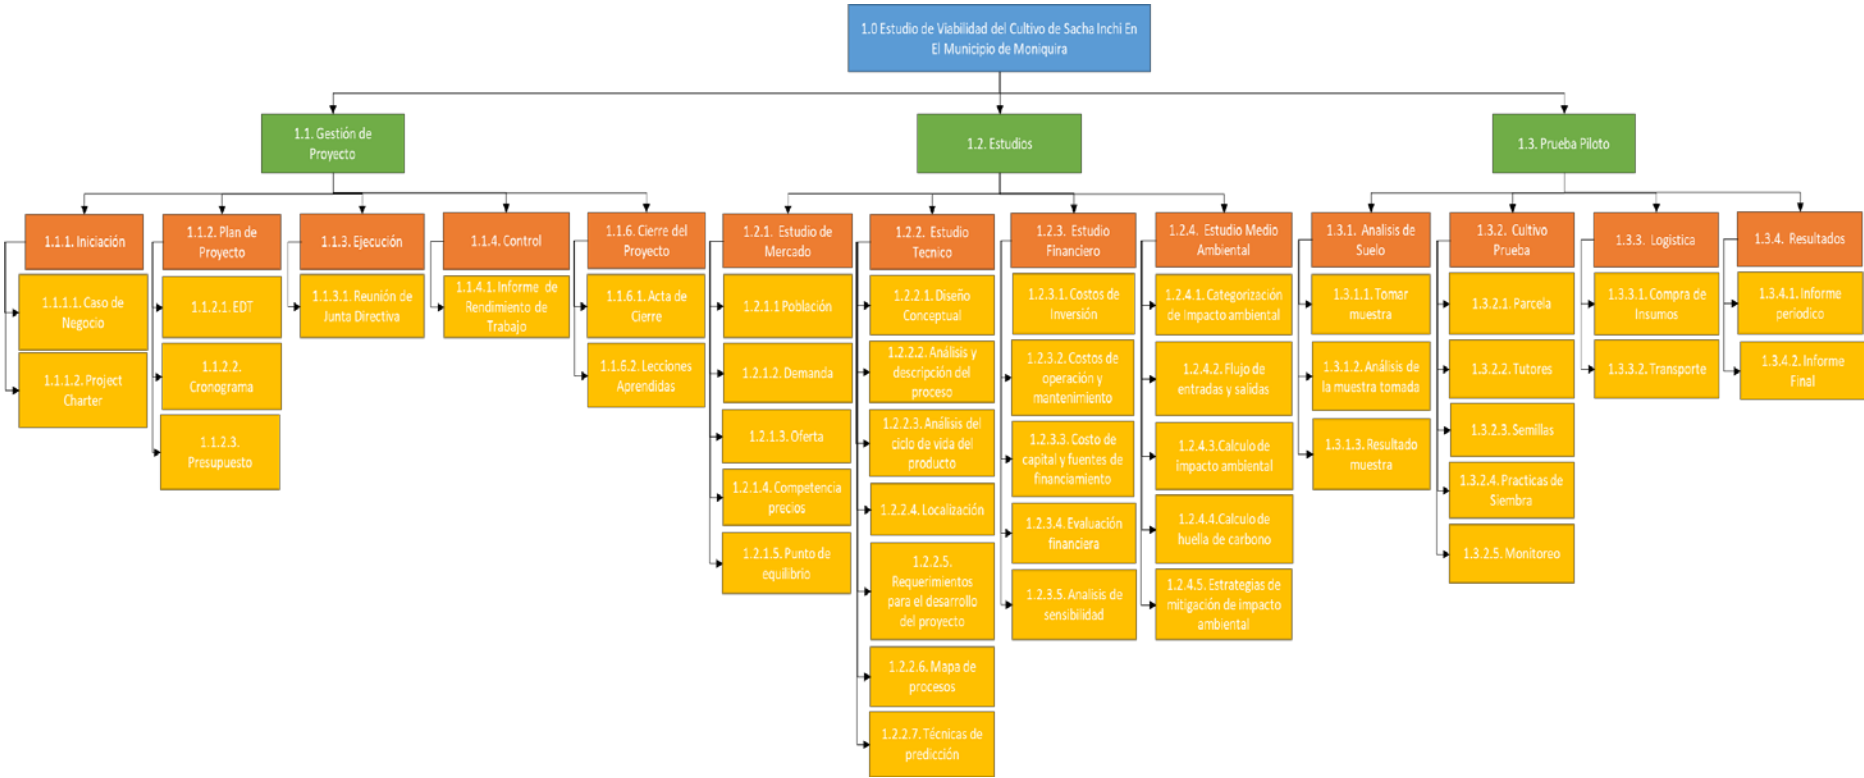 1.0 Estudio de Viabilidad del Cultivo de Sacha Inchi En
El Municipio de Moniquira
1.1. Gestión de
Proyecto
1.2. Estudios
1.3. Prueba Piloto
1.1.1. Iniciación
1.1.2. Plan de
Proyecto
1.1.3. Ejecución
1.1.4. Control
1.1.6. Cierre del
Proyecto
1.2.1. Estudio de
Mercado
1.2.2. Estudio
Tecnico
1.2.3. Estudio
Financiero
1.2.4. Estudio Medio
Ambiental
1.3.1. Analisis de
Suelo
1.3.2. Cultivo
Prueba
1.3.3. Logistica
1.3.4. Resultados
1.1.1.1. Caso de
Negocio
1.1.1.2. Project
Charter
1.1.2.1. EDT
1.1.2.2.
Cronograma
1.1.2.3.
Presupuesto
1.1.3.1. Reunión de
Junta Directiva
1.1.4.1. Informe de
Rendimiento de
Trabajo
1.1.6.1. Acta de
Cierre
1.1.6.2. Lecciones
Aprendidas
1.2.1.1 Población
1.2.1.2. Demanda
1.2.1.3. Oferta
1.2.1.4. Competencia
precios
1.2.1.5. Punto de
equilibrio
1.2.2.1. Diseño
Conceptual
1.2.2.2. Análisis y
descripción del
proceso
1.2.2.3. Análisis del
ciclo de vida del
producto
1.2.2.4. Localización
1.2.2.5.
Requerimientos
para el desarrollo
del proyecto
1.2.2.6. Mapa de
procesos
1.2.2.7. Técnicas de
predicción
1.2.3.1. Costos de
Inversión
1.2.3.2. Costos de
operación y
mantenimiento
1.2.3.3. Costo de
capital y fuentes de
financiamiento
1.2.3.4. Evaluación
financiera
1.2.3.5. Analisis de
sensibilidad
1.2.4.1. Categorización
de Impacto ambiental
1.2.4.2. Flujo de
entradas y salidas
1.2.4.3.Calculo de
impacto ambiental
1.2.4.4.Calculo de
huella de carbono
1.2.4.5. Estrategias de
mitigación de impacto
ambiental
1.3.1.1. Tomar
muestra
1.3.1.2. Análisis de
la muestra tomada
1.3.1.3. Resultado
muestra
1.3.2.1. Parcela
1.3.2.2. Tutores
1.3.2.3. Semillas
1.3.2.4. Practicas de
Siembra
1.3.2.5. Monitoreo
1.3.3.1. Compra de
Insumos
1.3.3.2. Transporte
1.3.4.1. Informe
periodico
1.3.4.2. Informe
Final